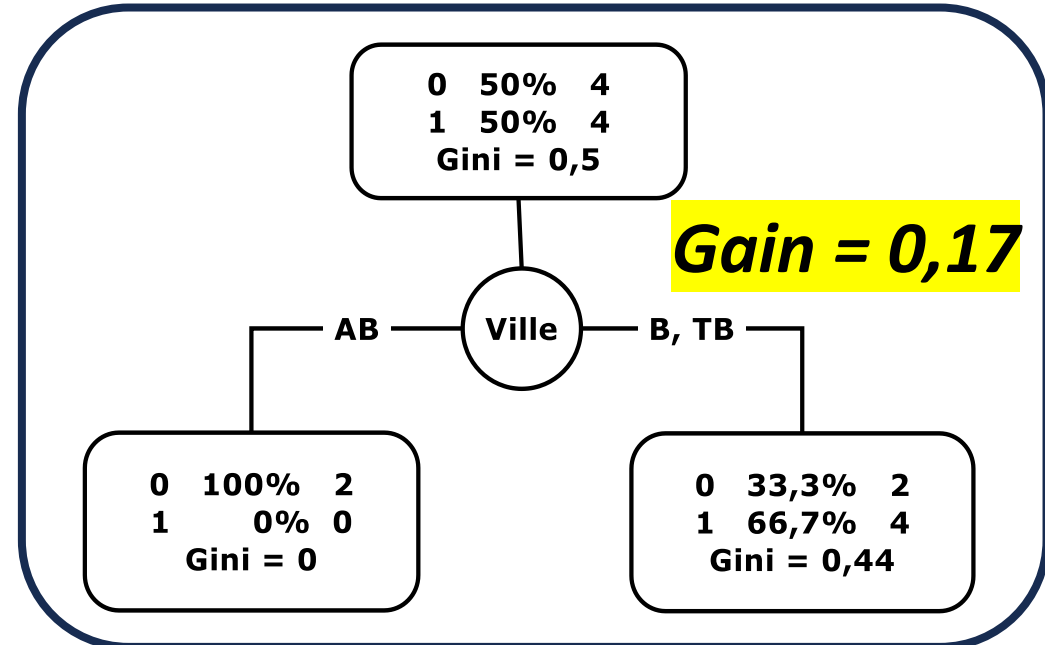 0 50% 4
1 50% 4
Gini = 0,5
Gain = 0,17
AB
Ville
B, TB
0 100% 2
1 0% 0
Gini = 0
0 33,3% 2
1 66,7% 4
Gini = 0,44